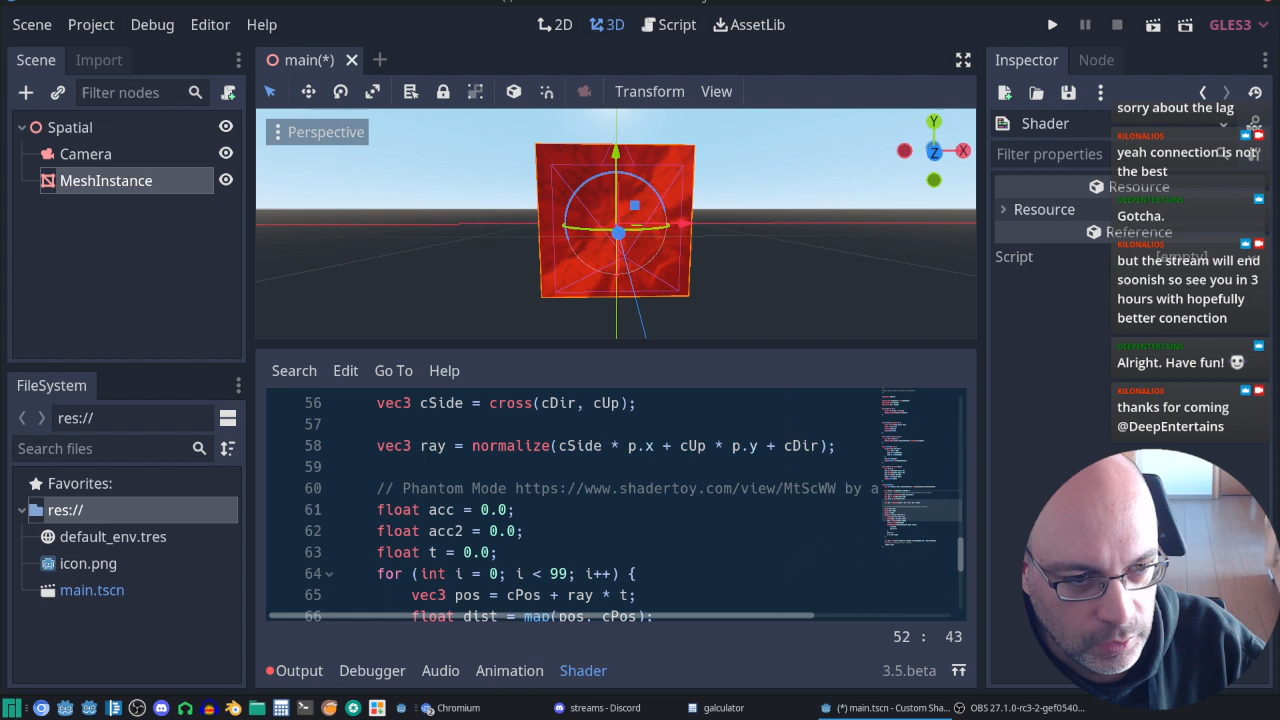 Scene
Project
Debug
Editor
Help
2D
3D
Script
AssetLib
GLES3
Scene
Import
Filter nodes
Spatial
Camera
MeshInstance
FileSystem
res://
Search files
Favorites:
res://
default_env.tres
icon.png
main.tscn
main(*)
Transform
View
Perspective
Y
X
Z
Search
Edit
Go To
Help
56 vec3 cSide = cross(cDir, cUp);
57
58 vec3 ray = normalize(cSide * p.x + cUp * p.y + cDir);
59
60 // Phantom Mode https://www.shadertoy.com/view/MtScWW by a
61 float acc = 0.0;
62 float acc2 = 0.0;
63 float t = 0.0;
64 for (int i = 0; i < 99; i++) {
65 vec3 pos = cPos + ray * t;
66 float dist = map(pos, cPos);
52 : 43
Output
Debugger
Audio
Animation
Shader
3.5.beta
Inspector
Node
Shader
Filter properties
Resource
Resource
Reference
Script
[empty]
sorry about the lag
KILONALIOS
yeah connection is not
the best
DEEPENTERTAINS
Gotcha.
KILONALIOS
but the stream will end
soonish so see you in 3
hours with hopefully
better conenction
DEEPENTERTAINS
Alright. Have fun!
KILONALIOS
thanks for coming
@DeepEntertains
Chromium
streams - Discord
galculator
(*) main.tscn - Custom Sha...
OBS 27.1.0-rc3-2-gef0540...